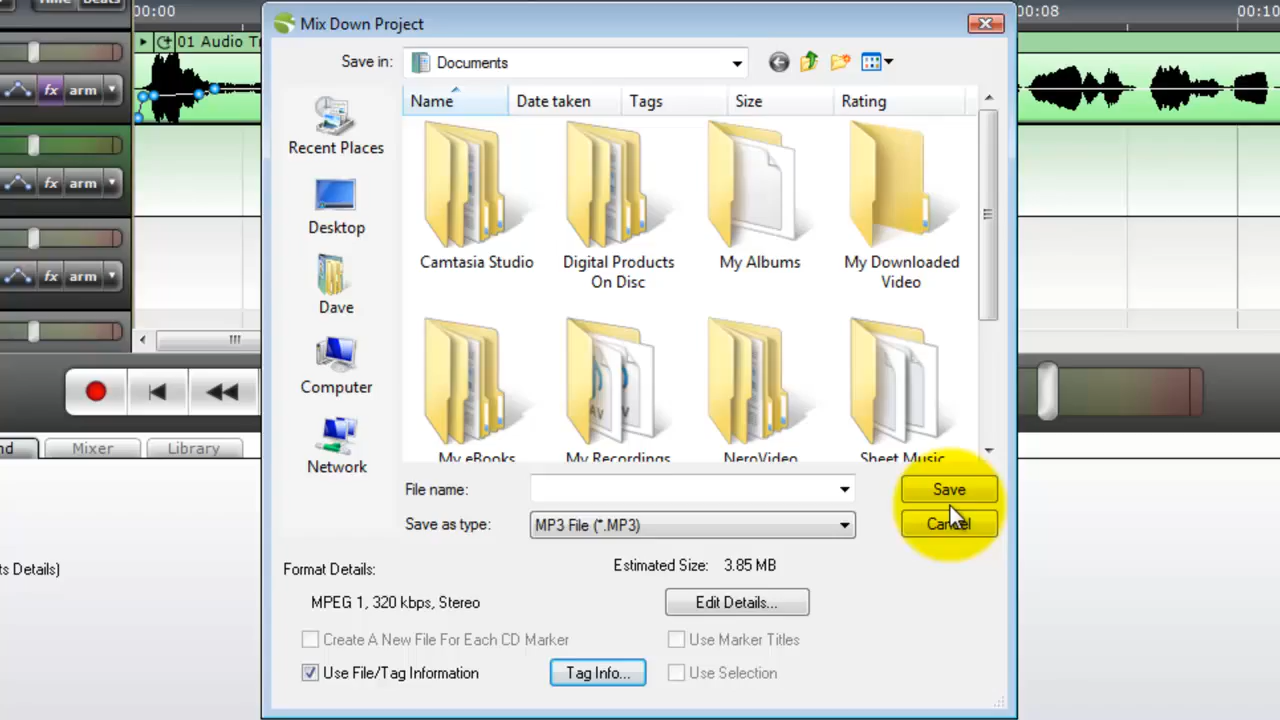 Time
Beats
00:00
00:08
00:10
Mix Down Project
Save in:
Documents
01 Audio Tr
Name
Date taken
Tags
Size
Rating
fx
arm
Recent Places
Desktop
Dave
Computer
Network
Camtasia Studio
Digital Products
On Disc
My Albums
My Downloaded
Video
fx
arm
fx
arm
My eBooks
My Recordings
NeroVideo
Sheet Music
Mixer
Library
File name:
Save
Save as type:
MP3 File (*.MP3)
Cancel
ts Details)
Format Details:
Estimated Size:
3.85 MB
MPEG 1, 320 kbps, Stereo
Edit Details...
Create A New File For Each CD Marker
Use Marker Titles
Use File/Tag Information
Tag Info...
Use Selection